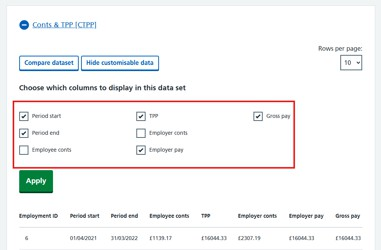 Conts & TPP [CTPP]
Rows per page:
Compare dataset Hide customisable data 10
Choose which columns to display in this data set
Period start TPP Gross pay
Period end Employer conts
Employee conts Employer pay
Apply
Employment ID Period start Period end Employee conts TPP Employer conts Employer pay Gross pay
6 01/04/2021 31/03/2022 £1139.17 £16044.33 £2307.19 £16044.33 £16044.33